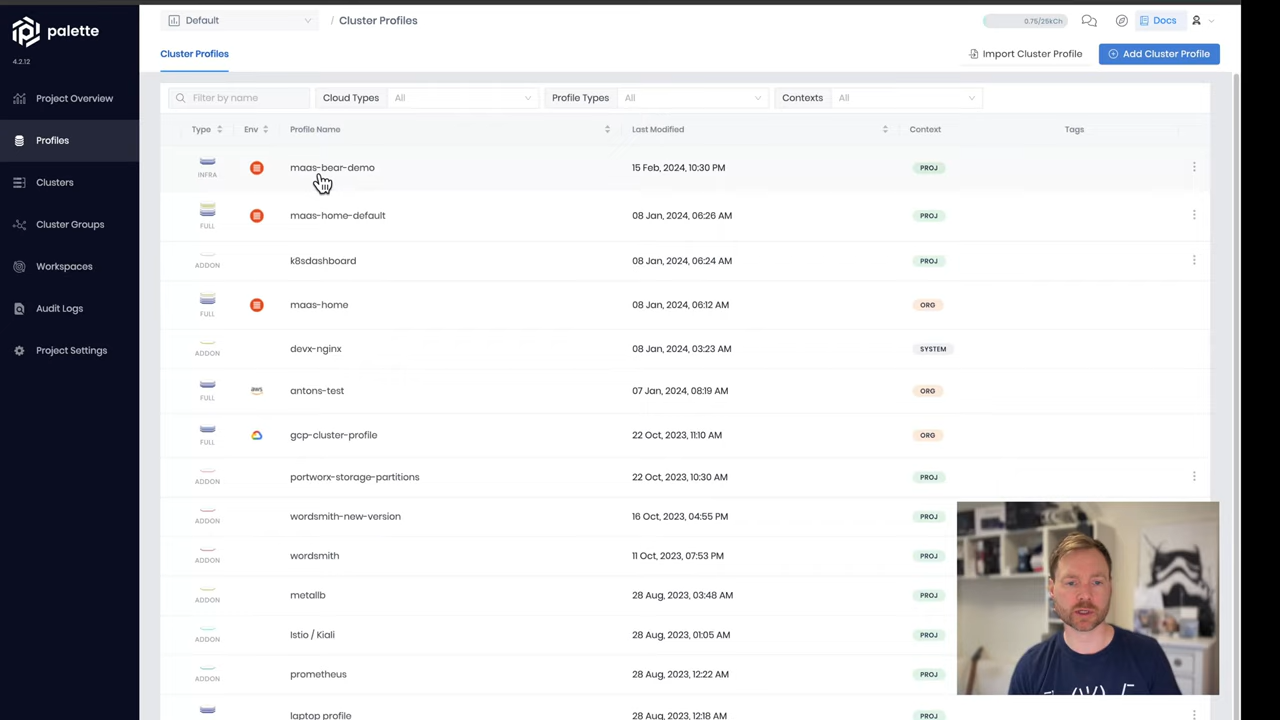 palette
4.2.12
Project Overview
Profiles
Clusters
Cluster Groups
Workspaces
Audit Logs
Project Settings
Default
/ Cluster Profiles
0.75/25kCh
Docs
Cluster Profiles
Import Cluster Profile
Add Cluster Profile
Filter by name
Cloud Types All
Profile Types All
Contexts All
Type Env Profile Name Last Modified Context Tags
INFRA maas-bear-demo 15 Feb, 2024, 10:30 PM PROJ
FULL maas-home-default 08 Jan, 2024, 06:26 AM PROJ
ADDON k8sdashboard 08 Jan, 2024, 06:24 AM PROJ
FULL maas-home 08 Jan, 2024, 06:12 AM ORG
ADDON devx-nginx 08 Jan, 2024, 03:23 AM SYSTEM
FULL aws antons-test 07 Jan, 2024, 08:19 AM ORG
FULL gcp-cluster-profile 22 Oct, 2023, 11:10 AM ORG
ADDON portworx-storage-partitions 22 Oct, 2023, 10:30 AM PROJ
ADDON wordsmith-new-version 16 Oct, 2023, 04:55 PM PROJ
ADDON wordsmith 11 Oct, 2023, 07:53 PM PROJ
ADDON metallb 28 Aug, 2023, 03:48 AM PROJ
ADDON Istio / Kiali 28 Aug, 2023, 01:05 AM PROJ
ADDON prometheus 28 Aug, 2023, 12:22 AM PROJ
laptop profile 28 Aug, 2023, 12:18 AM PROJ